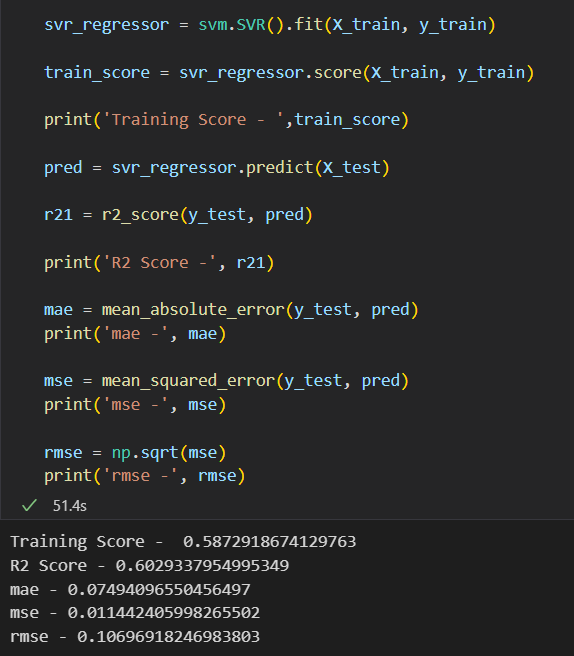 svr_regressor = svm.SVR().fit(X_train, y_train)
train_score = svr_regressor.score(X_train, y_train)
print('Training Score - ',train_score)
pred = svr_regressor.predict(X_test)
r21 = r2_score(y_test, pred)
print('R2 Score -', r21)
mae = mean_absolute_error(y_test, pred)
print('mae -', mae)
mse = mean_squared_error(y_test, pred)
print('mse -', mse)
rmse = np.sqrt(mse)
print('rmse -', rmse)
51.4s
Training Score -  0.5872918674129763
R2 Score - 0.6029337954995349
mae - 0.07494096550456497
mse - 0.011442405998265502
rmse - 0.10696918246983803